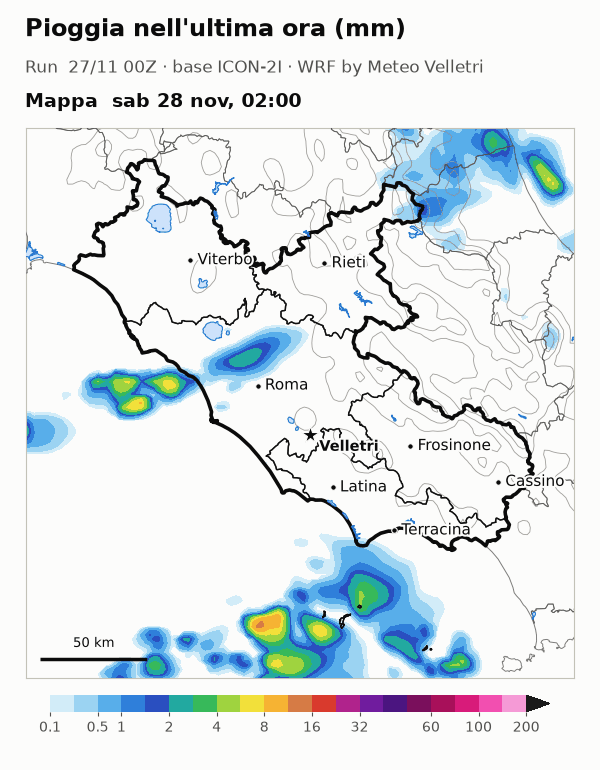 Pioggia nell'ultima ora (mm)
Run  27/11 00Z · base ICON-2I · WRF by Meteo Velletri
Mappa  sab 28 nov, 02:00
Viterbo
Rieti
Roma
Velletri
Frosinone
Latina
Cassino
Terracina
50 km
0.1 0.5 1 2 4 8 16 32 60 100 200